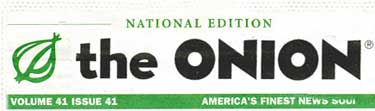 NATIONAL EDITION
the ONION®
VOLUME 41 ISSUE 41 AMERICA'S FINEST NEWS